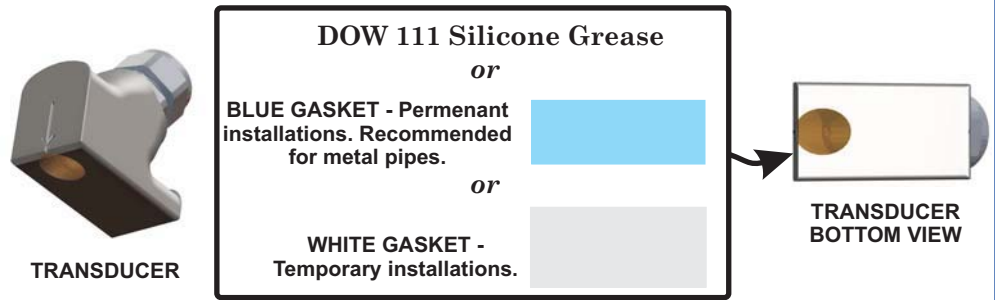 DOW 111 Silicone Grease
or
BLUE GASKET - Permenant
installations. Recommended
for metal pipes.
or
WHITE GASKET -
Temporary installations.
TRANSDUCER
TRANSDUCER
BOTTOM VIEW